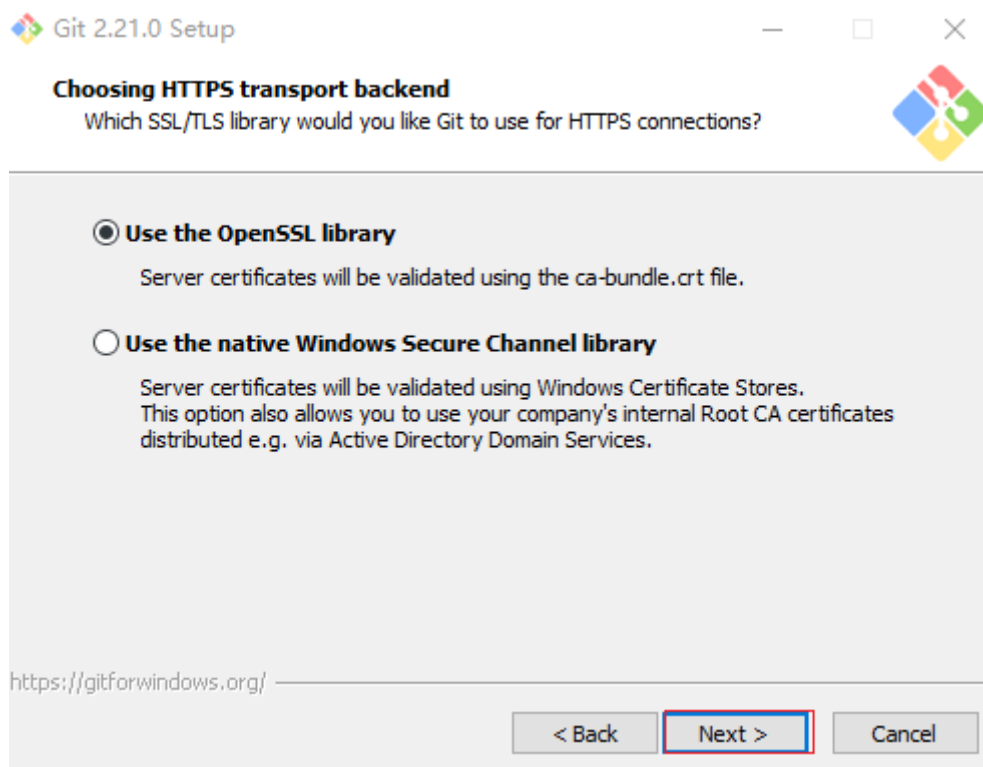 Git 2.21.0 Setup
Choosing HTTPS transport backend
Which SSL/TLS library would you like Git to use for HTTPS connections?
Use the OpenSSL library
Server certificates will be validated using the ca-bundle.crt file.
Use the native Windows Secure Channel library
Server certificates will be validated using Windows Certificate Stores.
This option also allows you to use your company's internal Root CA certificates
distributed e.g. via Active Directory Domain Services.
https://gitforwindows.org/
< Back Next > Cancel